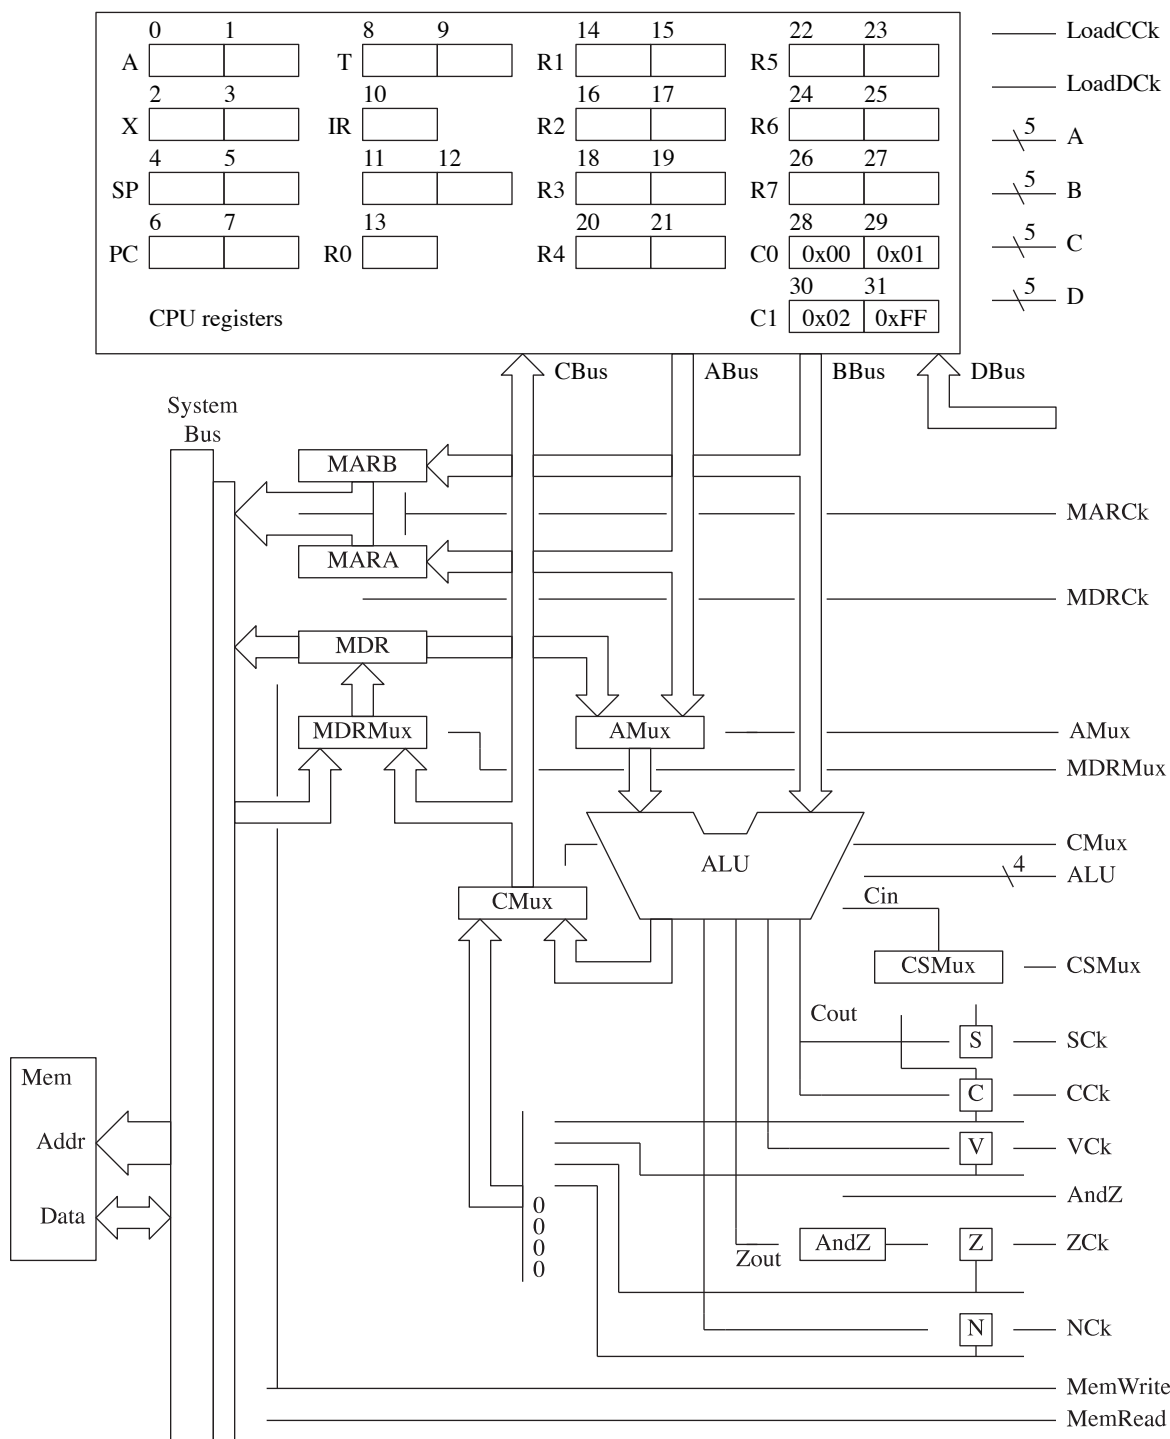 0 1 8 9 14 15 22 23 LoadCCk
A T R1 R5
LoadDCk
2 3 10 16 17 24 25
X IR R2 R6 5 A
4 5 11 12 18 19 26 27
SP R3 R7 5 B
6 7 13 20 21 28 29
PC R0 R4 C0 0x00 0x01 5 C
30 31
CPU registers C1 0x02 0xFF 5 D
CBus ABus BBus DBus
System
Bus
MARB
MARCk
MARA
MDRCk
MDR
MDRMux AMux AMux
MDRMux
CMux
ALU 4 ALU
Cin
CMux
CSMux CSMux
Cout
S SCk
Mem
C CCk
Addr
V VCk
AndZ
Data 0
0
0
0
Zout AndZ Z ZCk
N NCk
MemWrite
MemRead